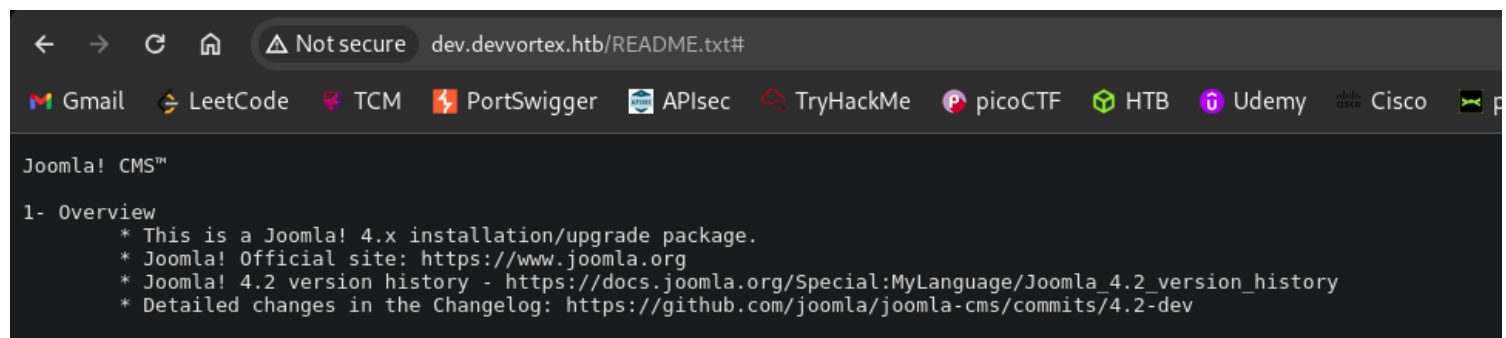 Not secure dev.devvortex.htb/README.txt#
Gmail LeetCode TCM PortSwigger APIsec TryHackMe picoCTF HTB Udemy Cisco p
Joomla! CMS™
1- Overview
* This is a Joomla! 4.x installation/upgrade package.
* Joomla! Official site: https://www.joomla.org
* Joomla! 4.2 version history - https://docs.joomla.org/Special:MyLanguage/Joomla_4.2_version_history
* Detailed changes in the Changelog: https://github.com/joomla/joomla-cms/commits/4.2-dev